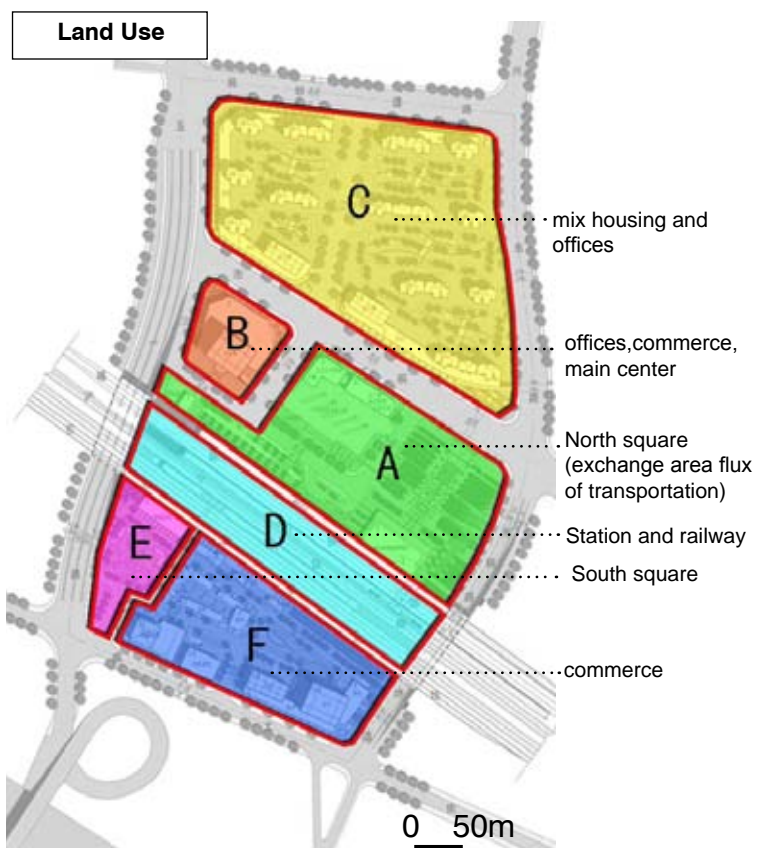 Land Use
C
mix housing and
offices
B
offices,commerce,
main center
A
North square
(exchange area flux
of transportation)
D
Station and railway
E
South square
F
commerce
0 50m